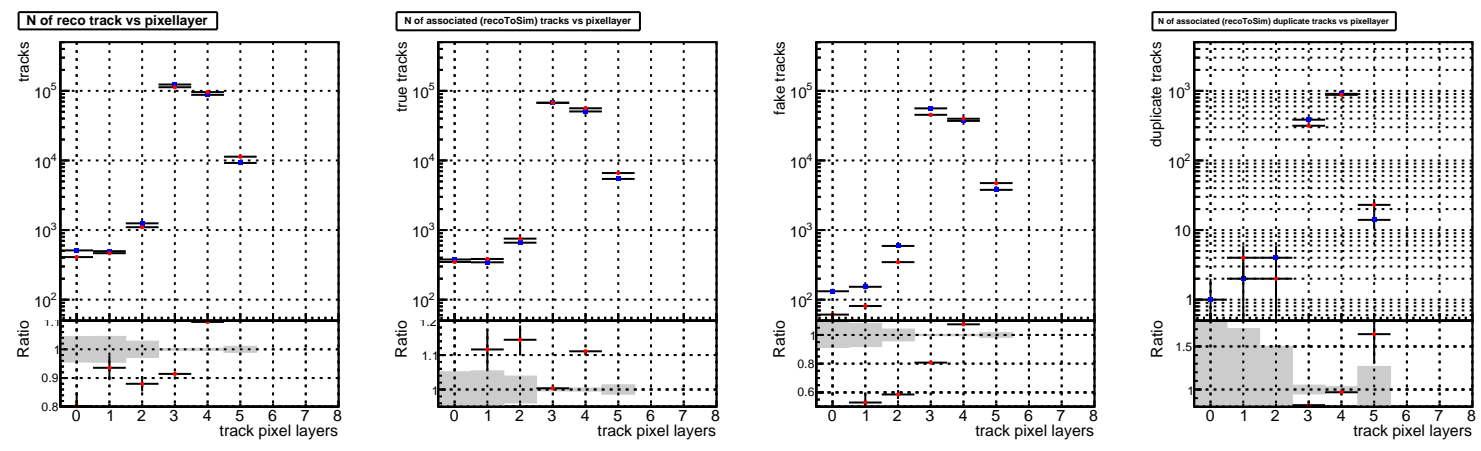 N of reco track vs pixellayer
tracks
10^5
10^4
10^3
10^2
Ratio
1.1
1
0.9
0.8
0 1 2 3 4 5 6 7 8
track pixel layers
N of associated (recoToSim) tracks vs pixellayer
true tracks
10^5
10^4
10^3
10^2
Ratio
1.2
1.1
1
0 1 2 3 4 5 6 7 8
track pixel layers
fake tracks
10^5
10^4
10^3
10^2
Ratio
1
0.8
0.6
0 1 2 3 4 5 6 7 8
track pixel layers
N of associated (recoToSim) duplicate tracks vs pixellayer
duplicate tracks
10^3
10^2
10
1
Ratio
1.5
1
0 1 2 3 4 5 6 7 8
track pixel layers